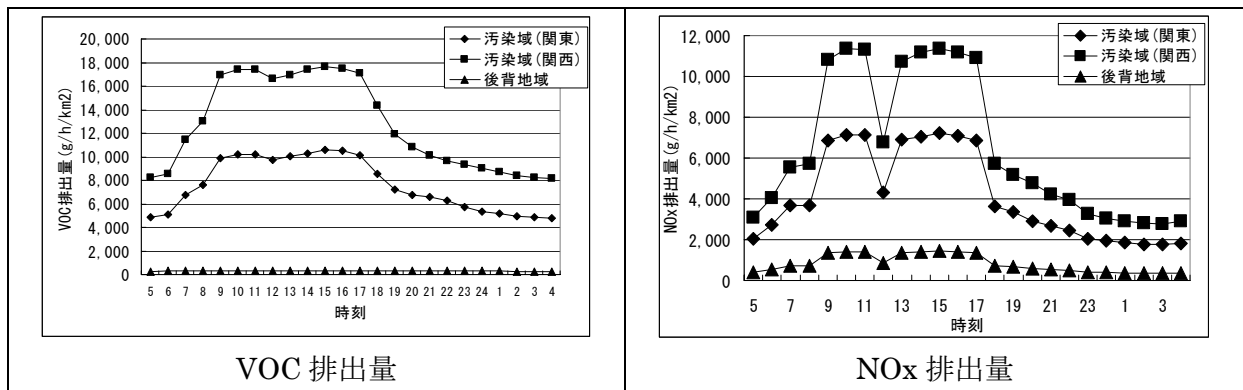 汚染域(関東)
汚染域(関西)
後背地域
20,000
18,000
16,000
14,000
12,000
10,000
8,000
6,000
4,000
2,000
0
VOC排出量(g/h/km2)
5 6 7 8 9 10 11 12 13 14 15 16 17 18 19 20 21 22 23 24 1 2 3 4
時刻
VOC 排出量
汚染域(関東)
汚染域(関西)
後背地域
12,000
10,000
8,000
6,000
4,000
2,000
0
NOx排出量(g/h/km2)
5 7 9 11 13 15 17 19 21 23 1 3
時刻
NOx 排出量